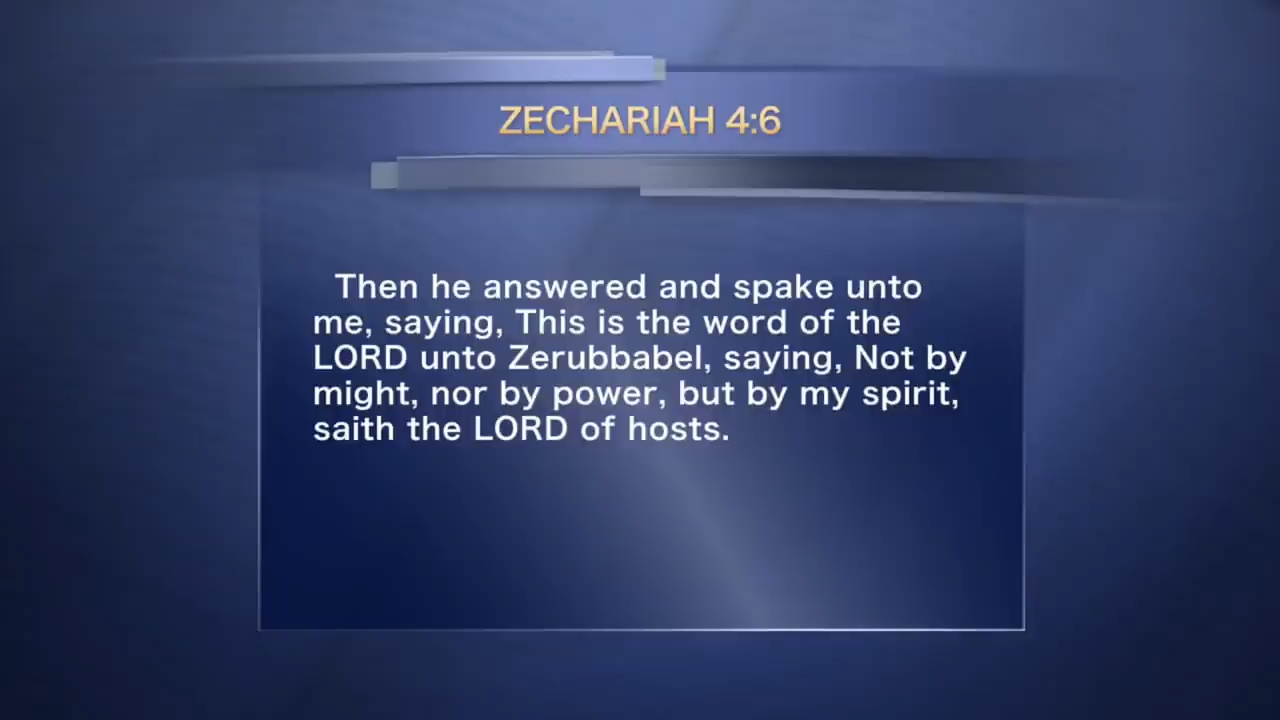 ZECHARIAH 4:6
Then he answered and spake unto
me, saying, This is the word of the
LORD unto Zerubbabel, saying, Not by
might, nor by power, but by my spirit,
saith the LORD of hosts.